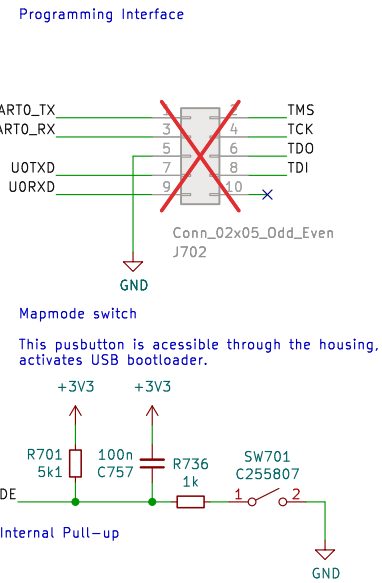 Programming Interface
ART0_TX 1 2 TMS
ART0_RX 3 4 TCK
5 6 TDO
U0TXD 7 8 TDI
U0RXD 9 10
Conn_02x05_Odd_Even
J702
GND
Mapmode switch
This pusbutton is acessible through the housing,
activates USB bootloader.
+3V3 +3V3
R701 100n R736 SW701
5k1 C757 1k C255807
DE 1 2
Internal Pull-up
GND